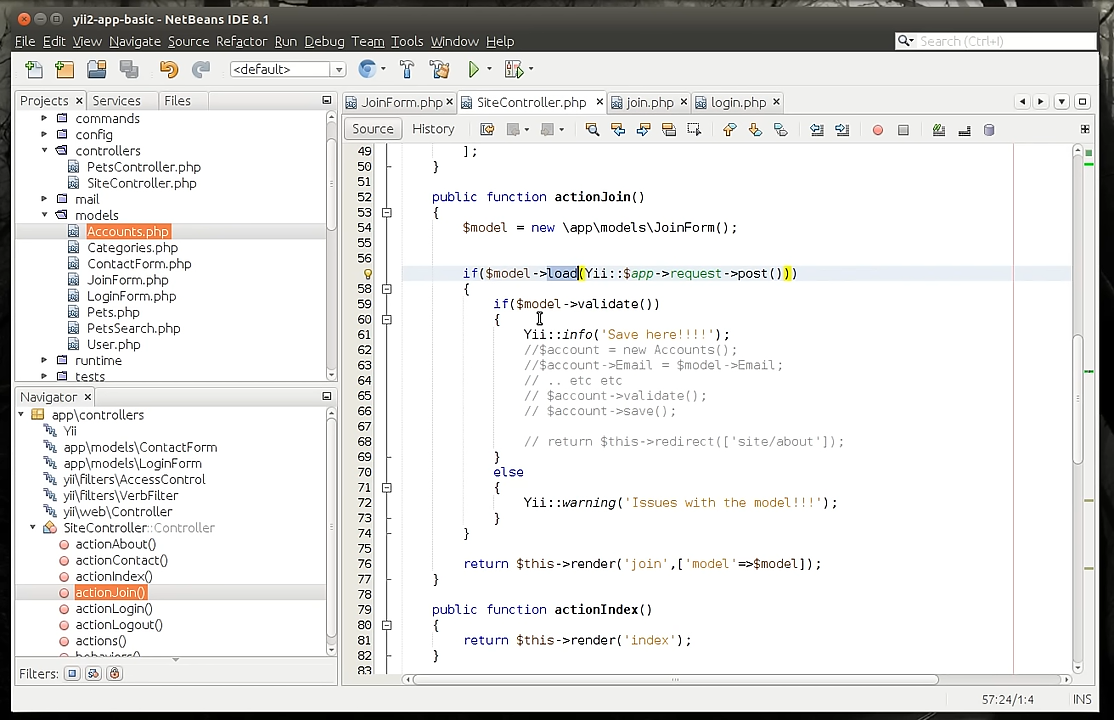 yii2-app-basic - NetBeans IDE 8.1
File Edit View Navigate Source Refactor Run Debug Team Tools Window Help
Search (Ctrl+I)
<default>
Projects Services Files
commands
config
controllers
PetsController.php
SiteController.php
mail
models
Accounts.php
Categories.php
ContactForm.php
JoinForm.php
LoginForm.php
Pets.php
PetsSearch.php
User.php
runtime
tests
Navigator
app\controllers
Yii
app\models\ContactForm
app\models\LoginForm
yii\filters\AccessControl
yii\filters\VerbFilter
yii\web\Controller
SiteController::Controller
actionAbout()
actionContact()
actionIndex()
actionJoin()
actionLogin()
actionLogout()
actions()
behaviors()
Filters:
JoinForm.php SiteController.php join.php login.php
Source History
49 ];
50 }
51
52 public function actionJoin()
53 {
54 $model = new \app\models\JoinForm();
55
56
if($model->load(Yii::$app->request->post()))
58 {
59 if($model->validate())
60 {
61 Yii::info('Save here!!!!');
62 //$account = new Accounts();
63 //$account->Email = $model->Email;
64 // .. etc etc
65 // $account->validate();
66 // $account->save();
67
68 // return $this->redirect(['site/about']);
69 }
70 else
71 {
72 Yii::warning('Issues with the model!!!');
73 }
74 }
75
76 return $this->render('join',['model'=>$model]);
77 }
78
79 public function actionIndex()
80 {
81 return $this->render('index');
82 }
83
57:24/1:4 INS